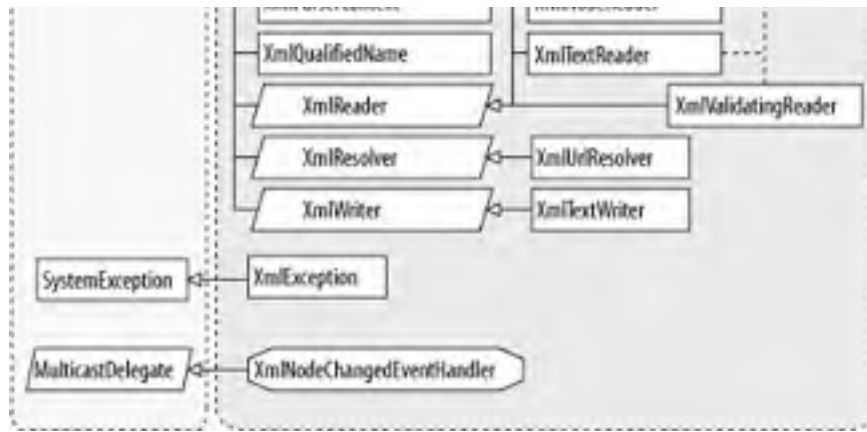 XmlQualifiedName
XmlTextReader
XmlReader
XmlValidatingReader
XmlResolver
XmlUrlResolver
XmlWriter
XmlTextWriter
SystemException
XmlException
MulticastDelegate
XmlNodeChangedEventHandler